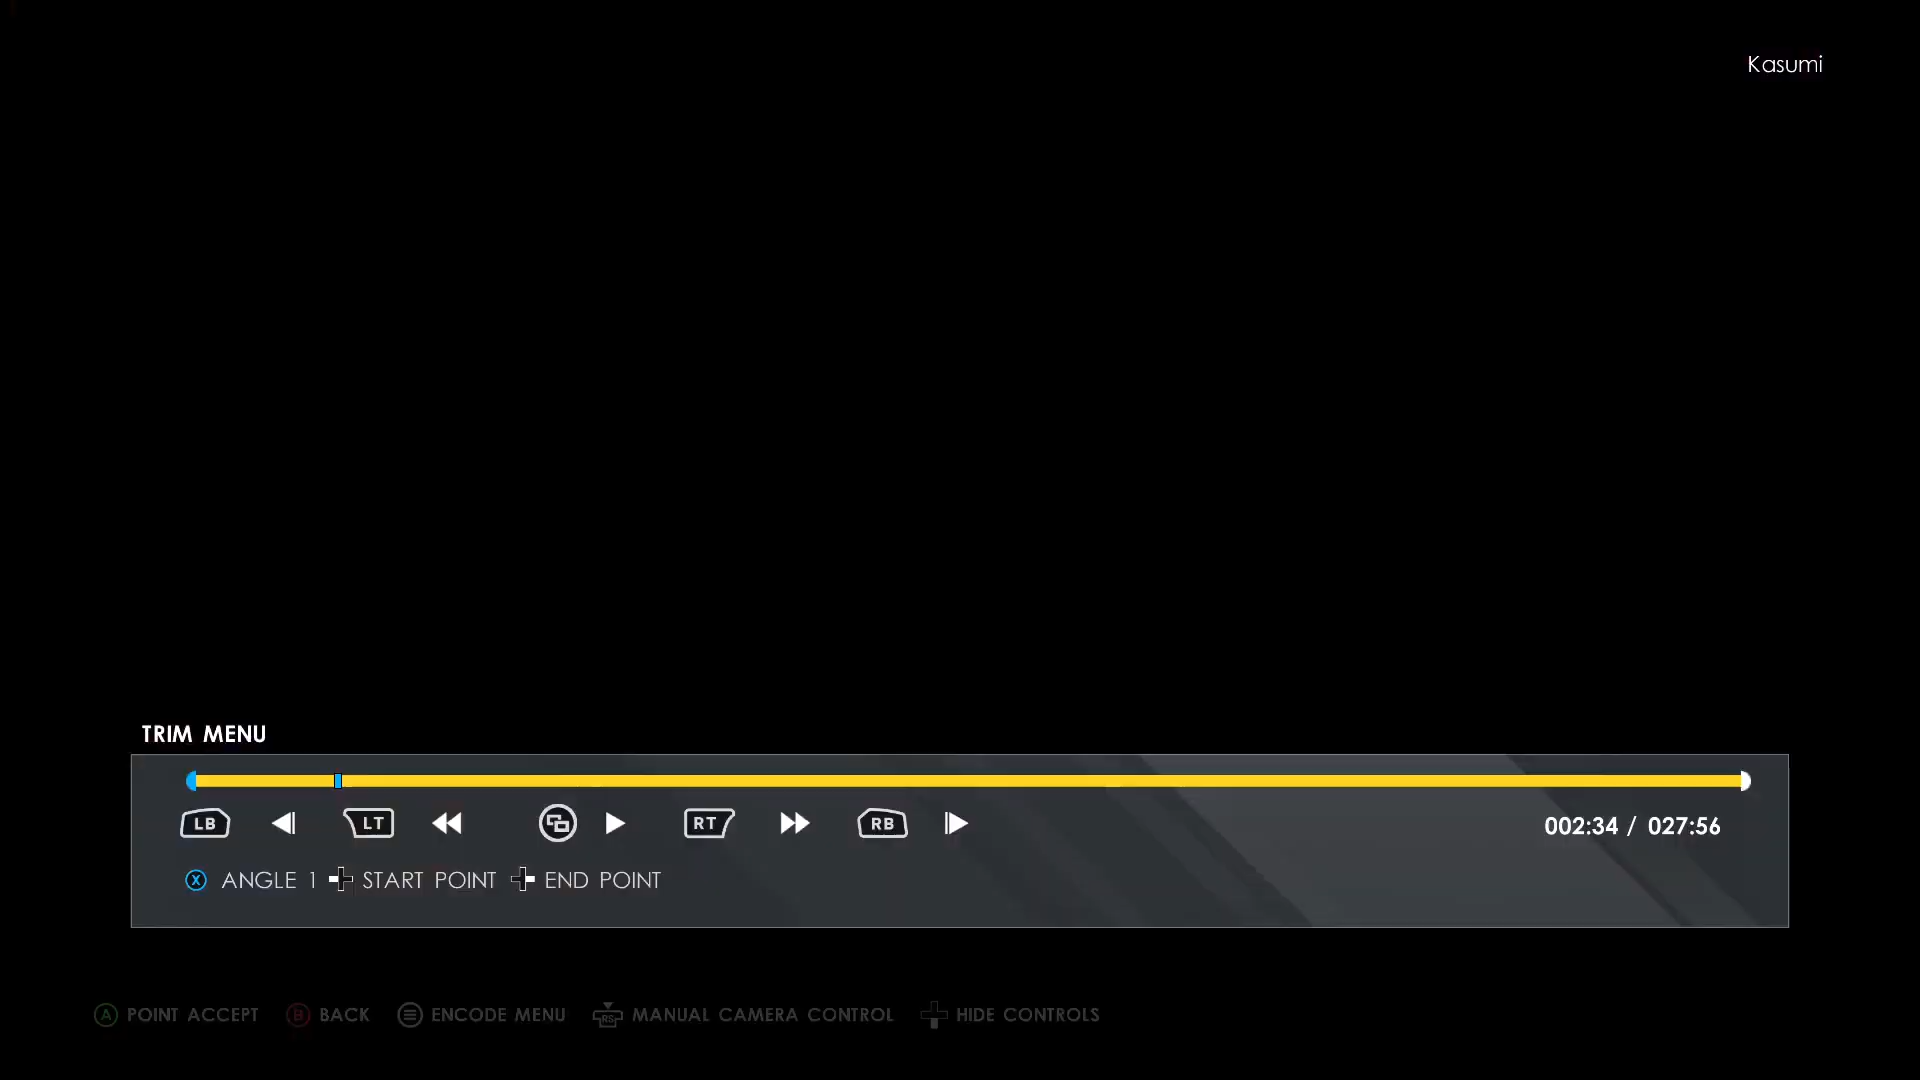 Kasumi
TRIM MENU
LB LT RT RB 002:34 / 027:56
X ANGLE 1 START POINT END POINT
A POINT ACCEPT B BACK ENCODE MENU RS MANUAL CAMERA CONTROL HIDE CONTROLS